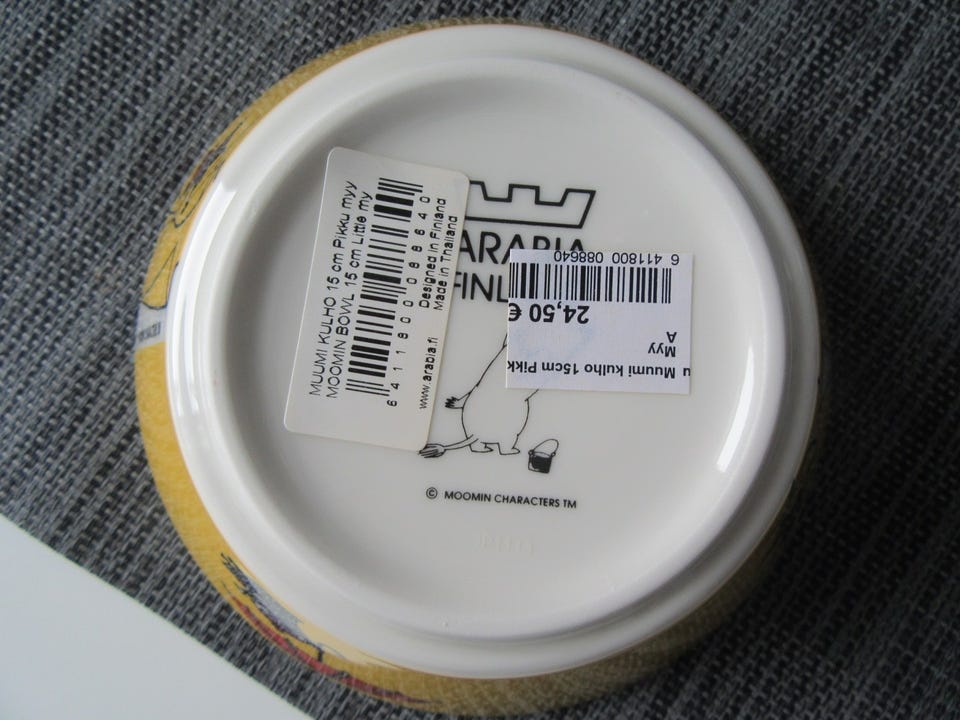 MUUMI KULHO 15 cm Pikku myy
MOOMIN BOWL 15 cm Little my
6 411800 088640
Designed in Finland
www.arabia.fi Made in Thailand
ARABIA
FINL
6 411800 088640
24,50 €
Myy
A
u Muumi kulho 15cm Pikk
© MOOMIN CHARACTERS TM